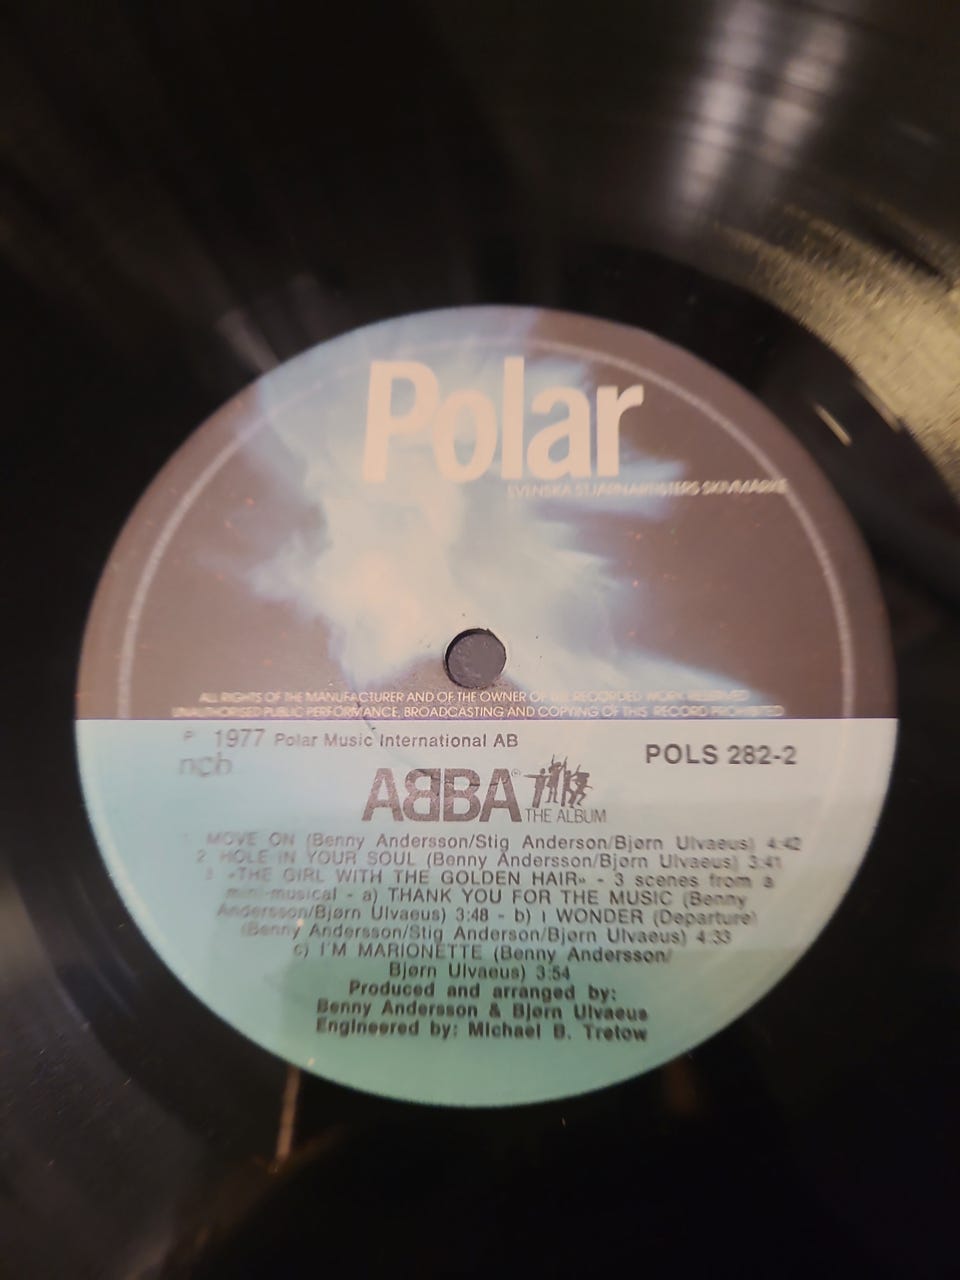 Polar
SVENSKA STJÄRNARTISTERS SKIVMÄRKE
ALL RIGHTS OF THE MANUFACTURER AND OF THE OWNER OF THE RECORDED WORK RESERVED
UNAUTHORISED PUBLIC PERFORMANCE, BROADCASTING AND COPYING OF THIS RECORD PROHIBITED
℗ 1977 Polar Music International AB
ncb
POLS 282-2
ABBA®
THE ALBUM
1. MOVE ON (Benny Andersson/Stig Anderson/Bjørn Ulvaeus) 4:42
2. HOLE IN YOUR SOUL (Benny Andersson/Bjørn Ulvaeus) 3:41
3. «THE GIRL WITH THE GOLDEN HAIR» - 3 scenes from a
mini-musical - a) THANK YOU FOR THE MUSIC (Benny
Andersson/Bjørn Ulvaeus) 3:48 - b) I WONDER (Departure)
(Benny Andersson/Stig Anderson/Bjørn Ulvaeus) 4:33
c) I'M MARIONETTE (Benny Andersson/
Bjørn Ulvaeus) 3:54
Produced and arranged by:
Benny Andersson & Bjørn Ulvaeus
Engineered by: Michael B. Tretow